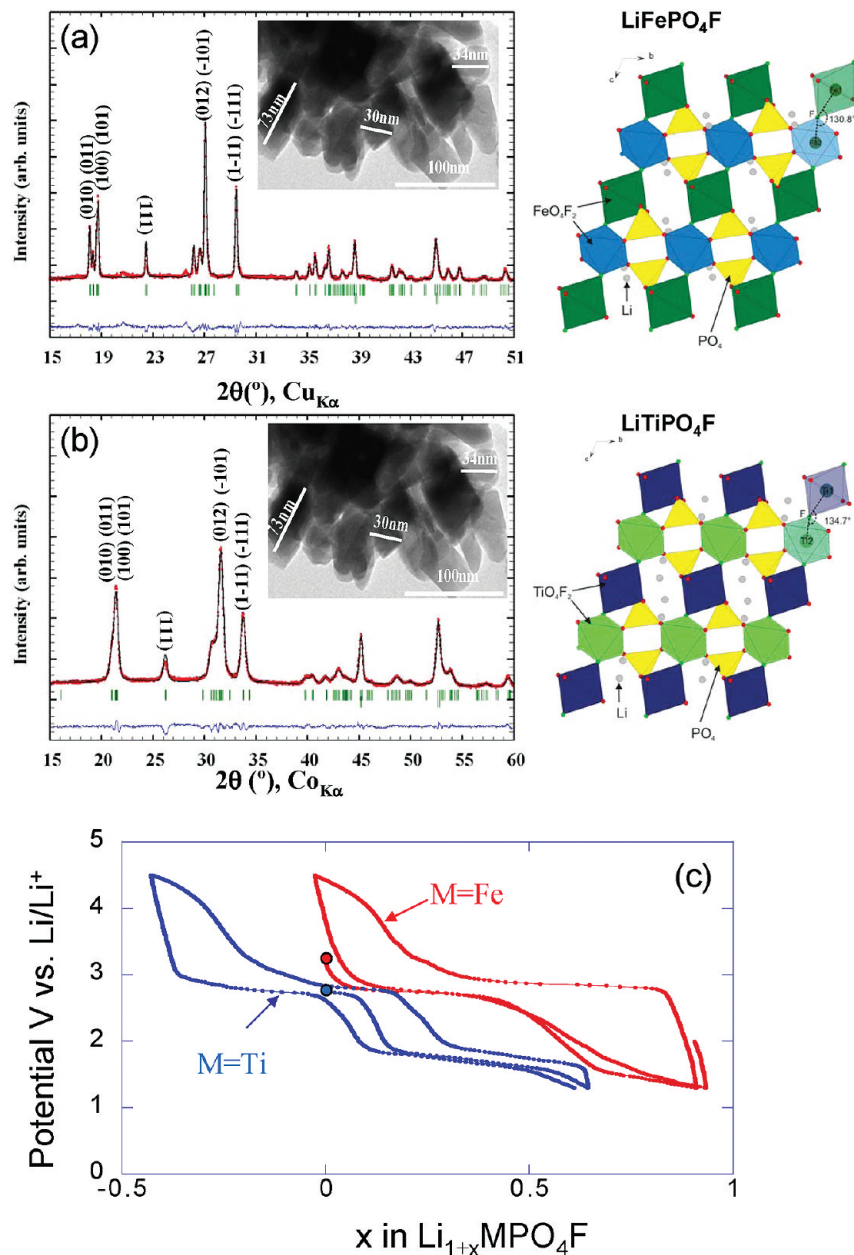 (a)
LiFePO₄F
Intensity (arb. units)
(010) (011)
(100) (101)
(111)
(012) (-101)
(1-11) (-111)
73nm
30nm
34nm
100nm
15 19 23 27 31 35 39 43 47 51
2θ(º), Cu Kα
c
b
F
130.8°
FeO₄F₂
Li
PO₄
(b)
LiTiPO₄F
Intensity (arb. units)
(010) (011)
(100) (101)
(111)
(012) (-101)
(1-11) (-111)
73nm
30nm
34nm
100nm
15 20 25 30 35 40 45 50 55 60
2θ (º), Co Kα
c
b
Ti1
F
134.7°
Ti2
TiO₄F₂
Li
PO₄
(c)
Potential V vs. Li/Li⁺
5
4
3
2
1
0
M=Fe
M=Ti
-0.5 0 0.5 1
x in Li₁₊ₓMPO₄F